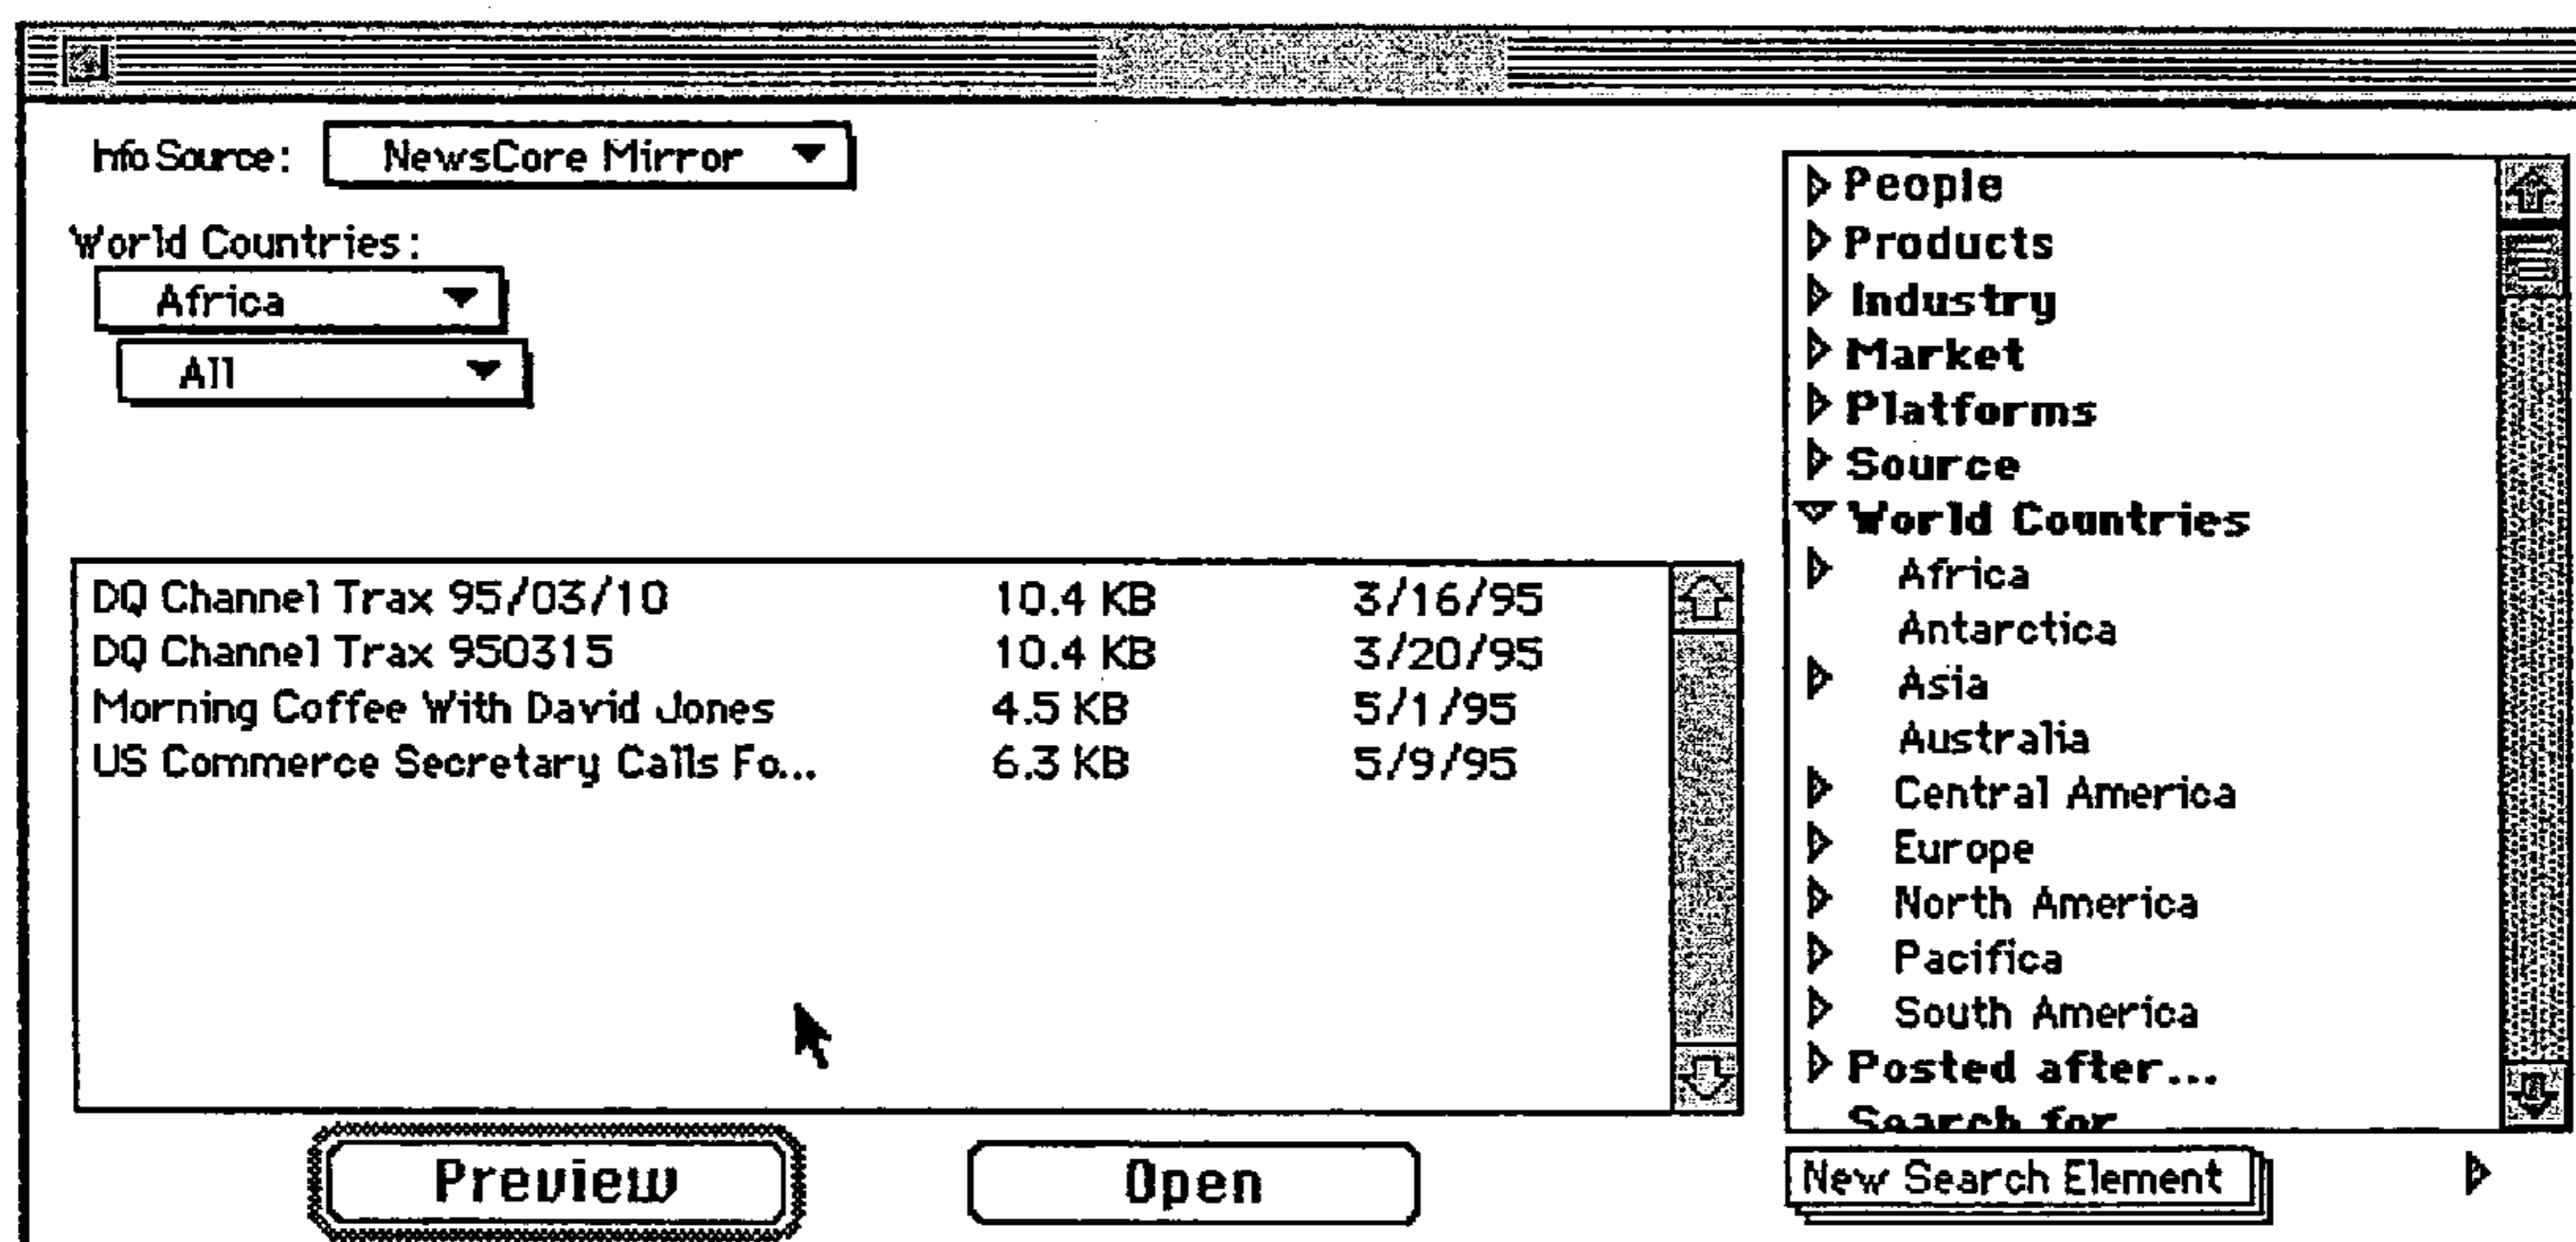 Info Source: NewsCore Mirror
World Countries:
Africa
All
DQ Channel Trax 95/03/10 10.4 KB 3/16/95
DQ Channel Trax 950315 10.4 KB 3/20/95
Morning Coffee With David Jones 4.5 KB 5/1/95
US Commerce Secretary Calls Fo... 6.3 KB 5/9/95
Preview Open
People
Products
Industry
Market
Platforms
Source
World Countries
Africa
Antarctica
Asia
Australia
Central America
Europe
North America
Pacifica
South America
Posted after...
Search for
New Search Element